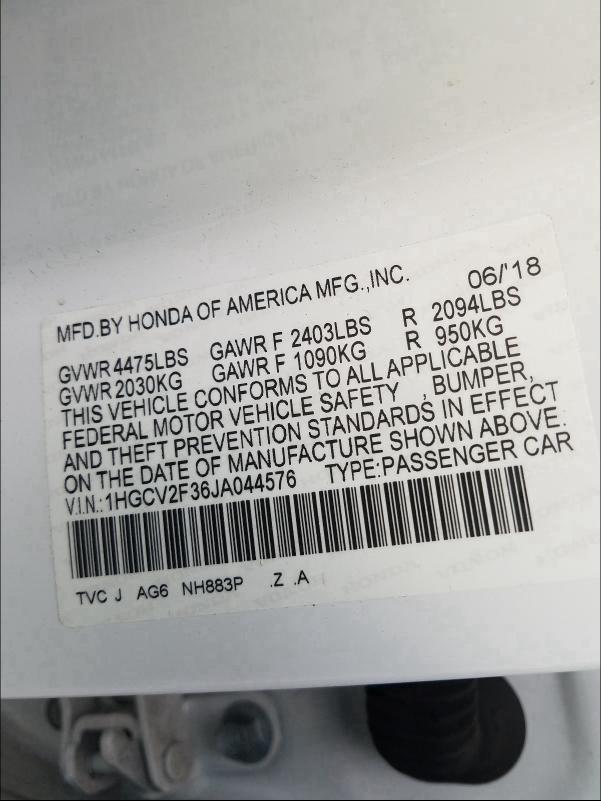 MFD.BY HONDA OF AMERICA MFG.,INC. 06/'18
GVWR 4475LBS GAWR F 2403LBS R 2094LBS
GVWR 2030KG GAWR F 1090KG R 950KG
THIS VEHICLE CONFORMS TO ALL APPLICABLE
FEDERAL MOTOR VEHICLE SAFETY , BUMPER,
AND THEFT PREVENTION STANDARDS IN EFFECT
ON THE DATE OF MANUFACTURE SHOWN ABOVE.
V.I.N.:1HGCV2F36JA044576 TYPE:PASSENGER CAR
TVC J AG6 NH883P .Z .A